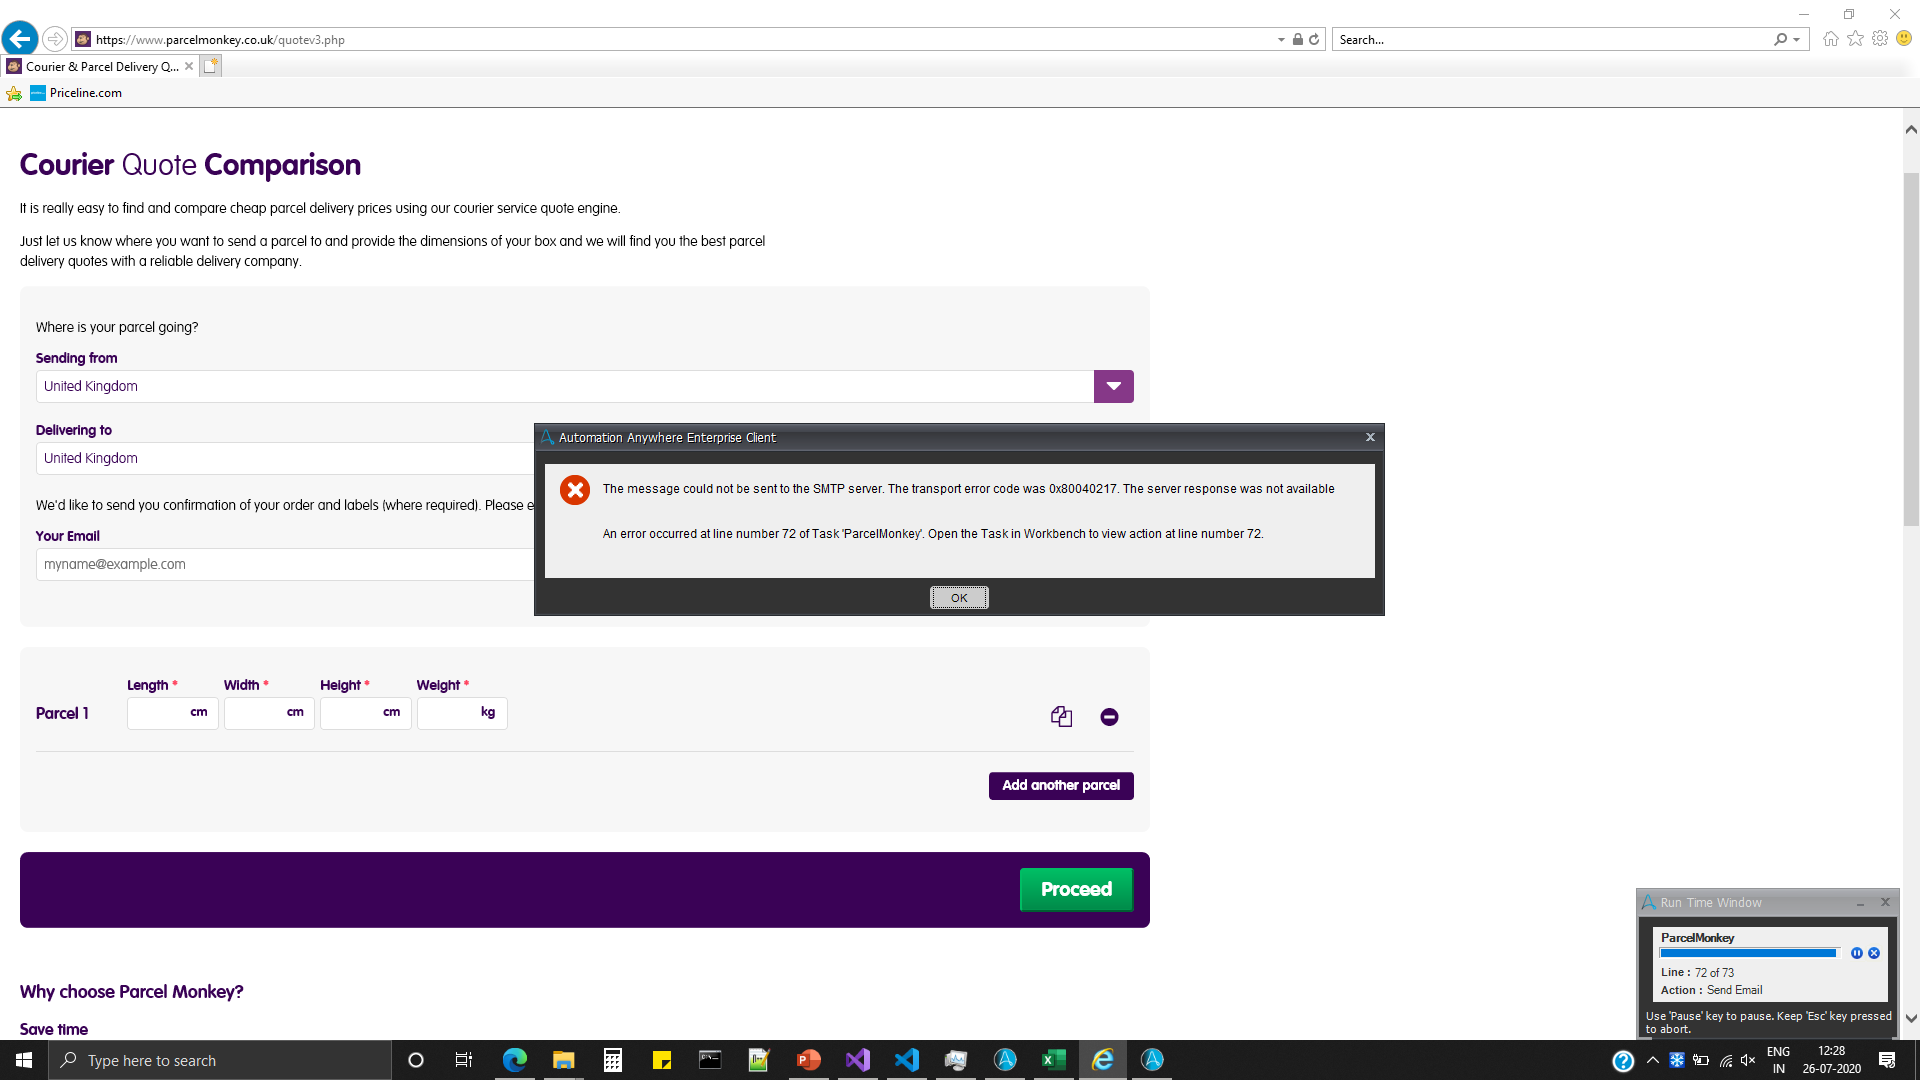 https://www.parcelmonkey.co.uk/quotev3.php
Search...
Courier & Parcel Delivery Q...
Priceline.com
Courier Quote Comparison
It is really easy to find and compare cheap parcel delivery prices using our courier service quote engine.
Just let us know where you want to send a parcel to and provide the dimensions of your box and we will find you the best parcel
delivery quotes with a reliable delivery company.
Where is your parcel going?
Sending from
United Kingdom
Delivering to
United Kingdom
We'd like to send you confirmation of your order and labels (where required). Please e
Your Email
myname@example.com
Automation Anywhere Enterprise Client
The message could not be sent to the SMTP server. The transport error code was 0x80040217. The server response was not available
An error occurred at line number 72 of Task 'ParcelMonkey'. Open the Task in Workbench to view action at line number 72.
OK
Length * Width * Height * Weight *
Parcel 1 cm cm cm kg
Add another parcel
Proceed
Why choose Parcel Monkey?
Save time
Run Time Window
ParcelMonkey
Line : 72 of 73
Action : Send Email
Use 'Pause' key to pause. Keep 'Esc' key pressed
to abort.
Type here to search
ENG
IN
12:28
26-07-2020